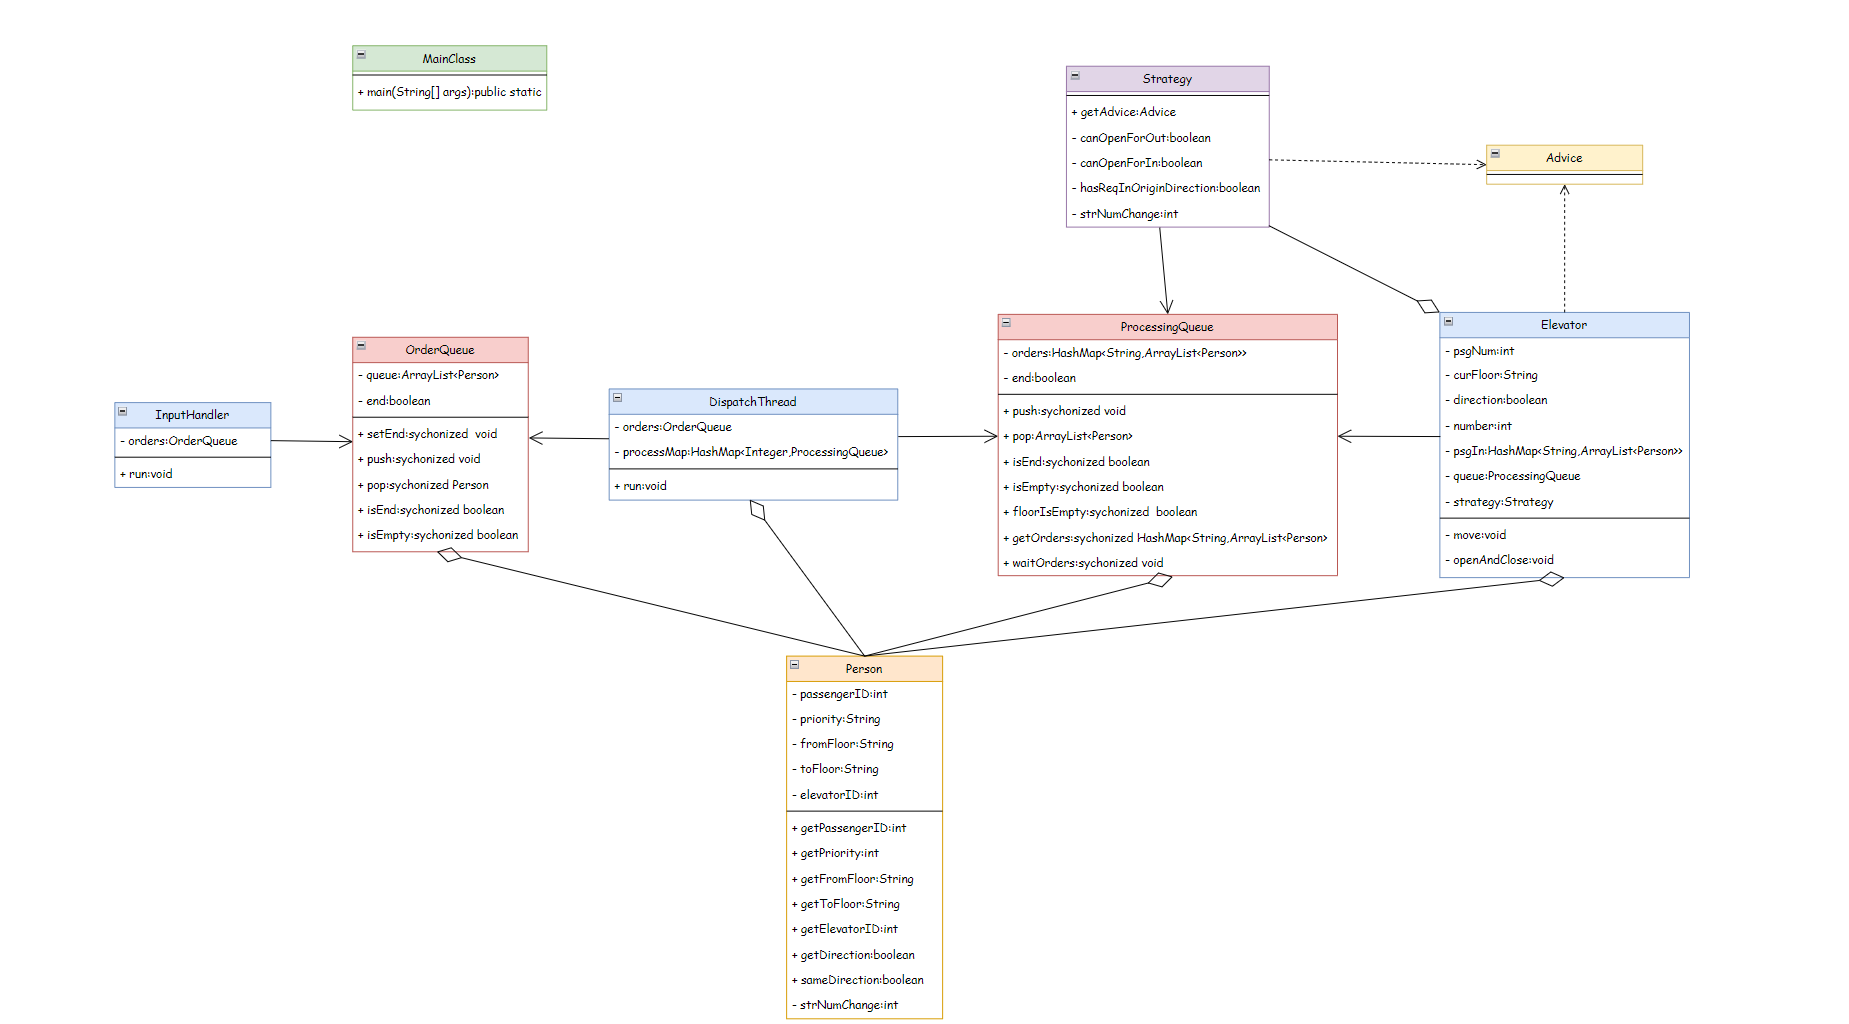 MainClass
+ main(String[] args):public static
Strategy
+ getAdvice:Advice
- canOpenForOut:boolean
- canOpenForIn:boolean
- hasReqInOriginDirection:boolean
- strNumChange:int
Advice
OrderQueue
- queue:ArrayList<Person>
- end:boolean
+ setEnd:sychonized  void
+ push:sychonized void
+ pop:sychonized Person
+ isEnd:sychonized boolean
+ isEmpty:sychonized boolean
InputHandler
- orders:OrderQueue
+ run:void
DispatchThread
- orders:OrderQueue
- processMap:HashMap<Integer,ProcessingQueue>
+ run:void
ProcessingQueue
- orders:HashMap<String,ArrayList<Person>>
- end:boolean
+ push:sychonized void
+ pop:ArrayList<Person>
+ isEnd:sychonized boolean
+ isEmpty:sychonized boolean
+ floorIsEmpty:sychonized  boolean
+ getOrders:sychonized HashMap<String,ArrayList<Person>
+ waitOrders:sychonized void
Elevator
- psgNum:int
- curFloor:String
- direction:boolean
- number:int
- psgIn:HashMap<String,ArrayList<Person>>
- queue:ProcessingQueue
- strategy:Strategy
- move:void
- openAndClose:void
Person
- passengerID:int
- priority:String
- fromFloor:String
- toFloor:String
- elevatorID:int
+ getPassengerID:int
+ getPriority:int
+ getFromFloor:String
+ getToFloor:String
+ getElevatorID:int
+ getDirection:boolean
+ sameDirection:boolean
- strNumChange:int